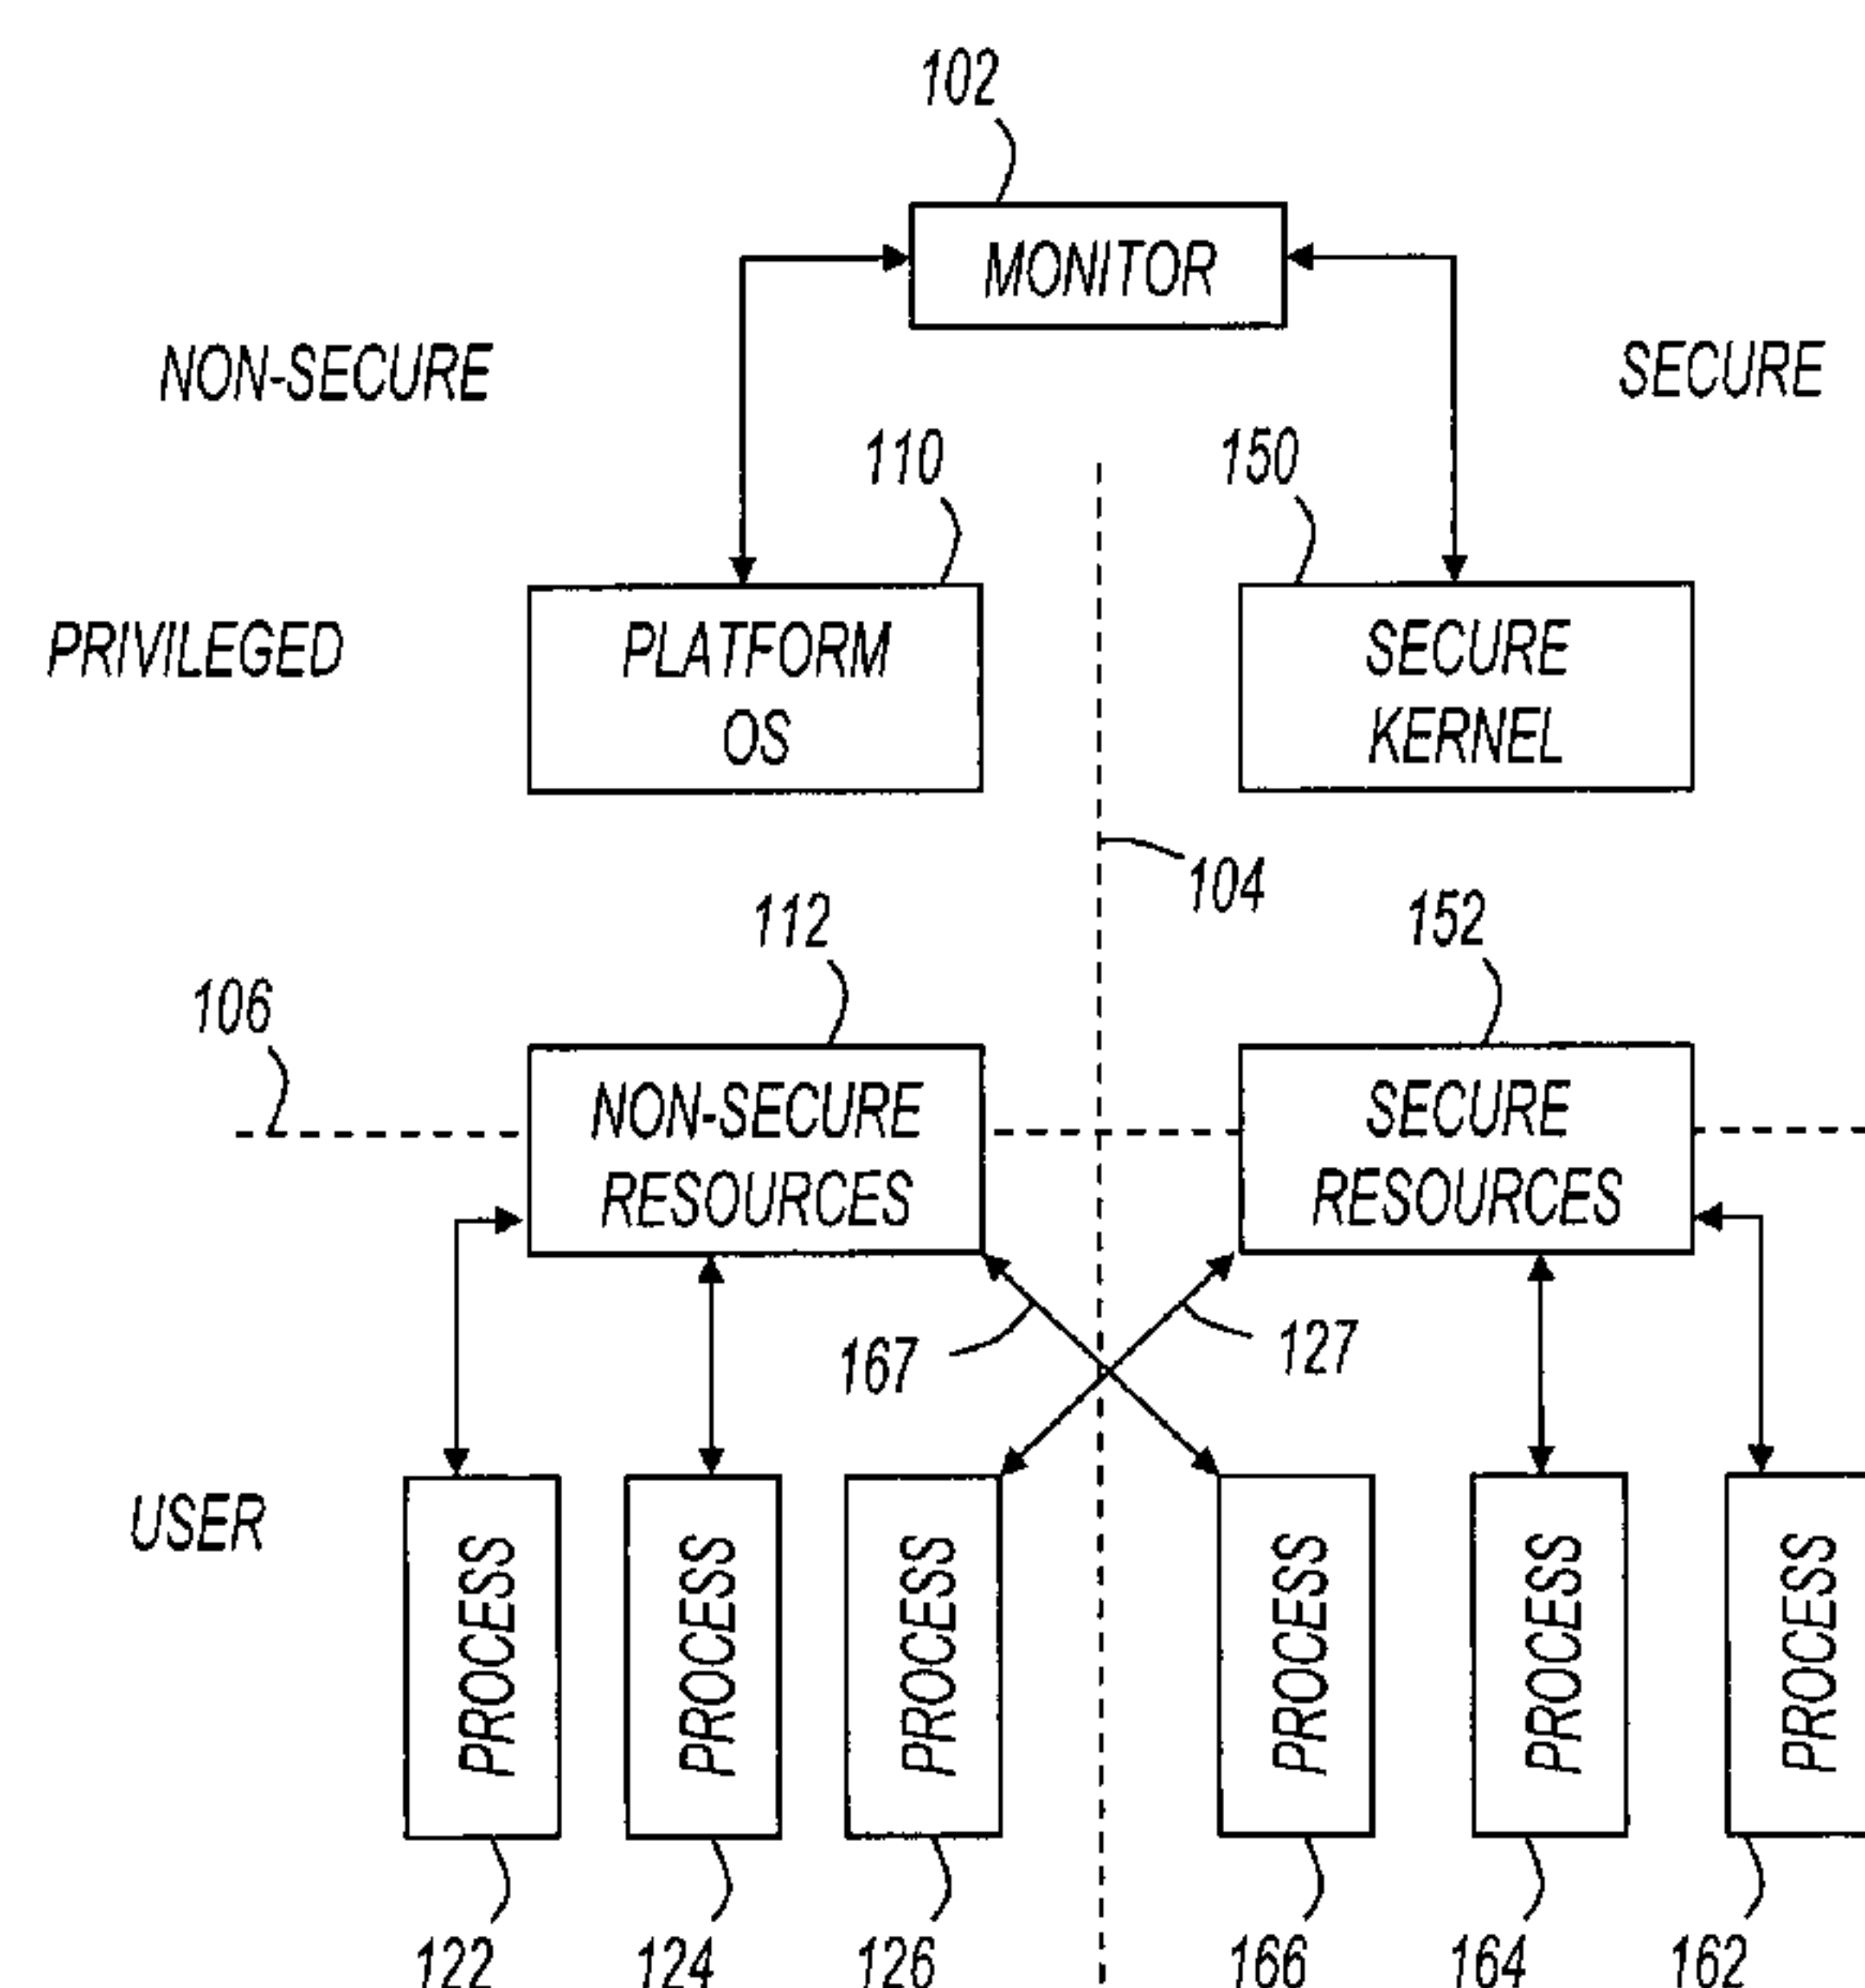 102
MONITOR
NON-SECURE
SECURE
110
150
PRIVILEGED
PLATFORM
OS
SECURE
KERNEL
104
112
152
106
NON-SECURE
RESOURCES
SECURE
RESOURCES
167
127
USER
PROCESS
PROCESS
PROCESS
PROCESS
PROCESS
PROCESS
122
124
126
166
164
162